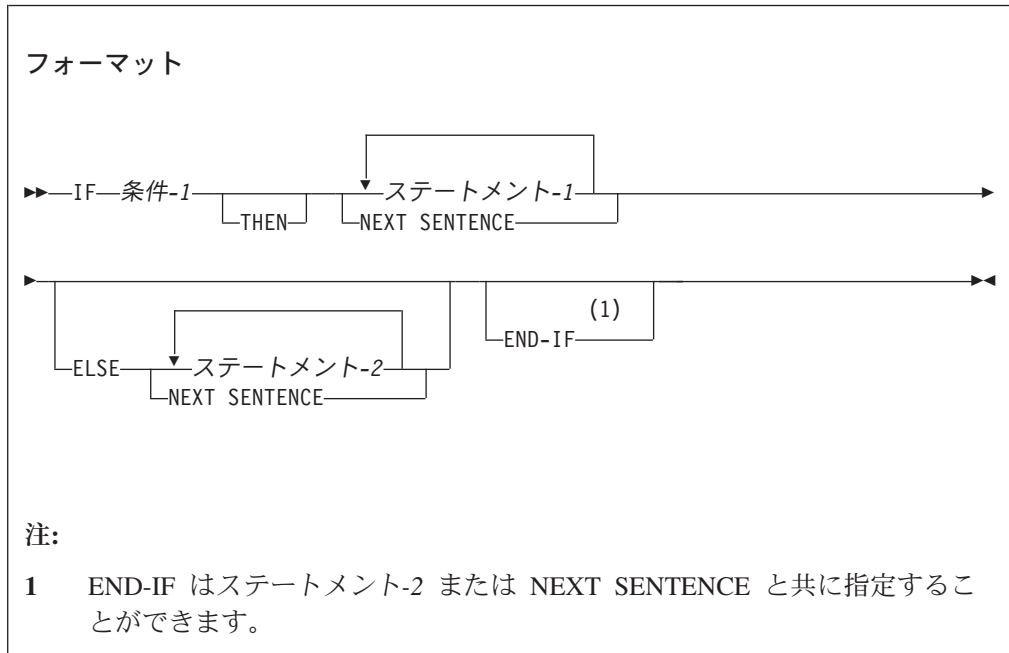 フォーマット
IF 条件-1 ステートメント-1
THEN NEXT SENTENCE
(1)
END-IF
ELSE ステートメント-2
NEXT SENTENCE
注:
1 END-IF はステートメント-2 または NEXT SENTENCE と共に指定するこ
とができます。